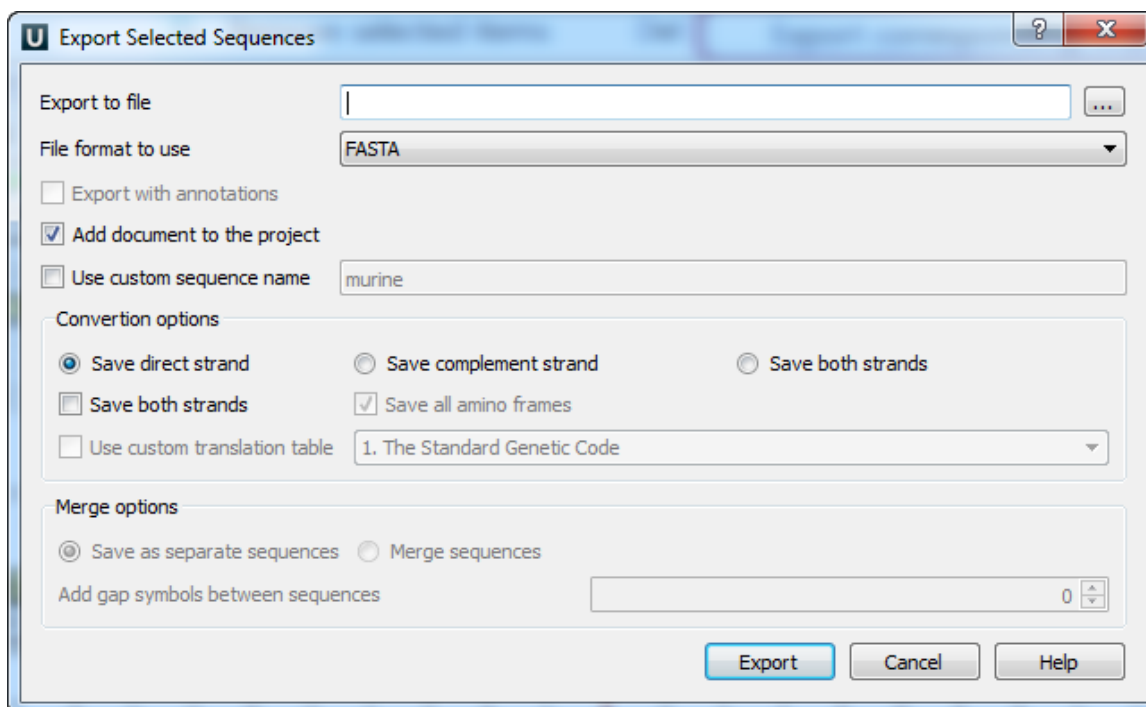 U Export Selected Sequences ? X
Export to file ...
File format to use FASTA
Export with annotations
Add document to the project
Use custom sequence name murine
Convertion options
Save direct strand Save complement strand Save both strands
Save both strands Save all amino frames
Use custom translation table 1. The Standard Genetic Code
Merge options
Save as separate sequences Merge sequences
Add gap symbols between sequences 0
Export Cancel Help